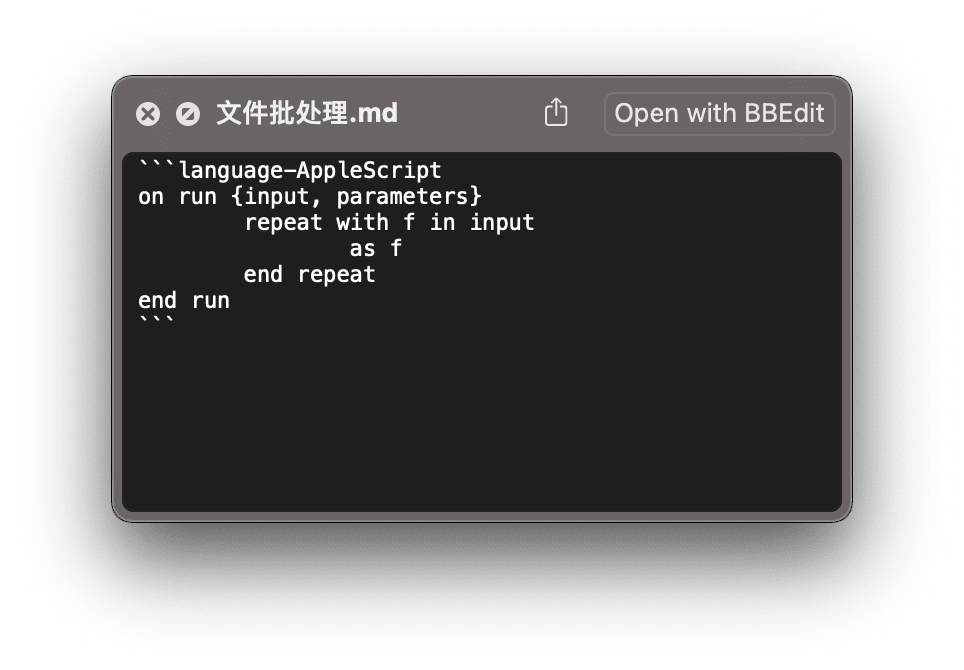 文件批处理.md
Open with BBEdit
```language-AppleScript
on run {input, parameters}
        repeat with f in input
                as f
        end repeat
end run
```